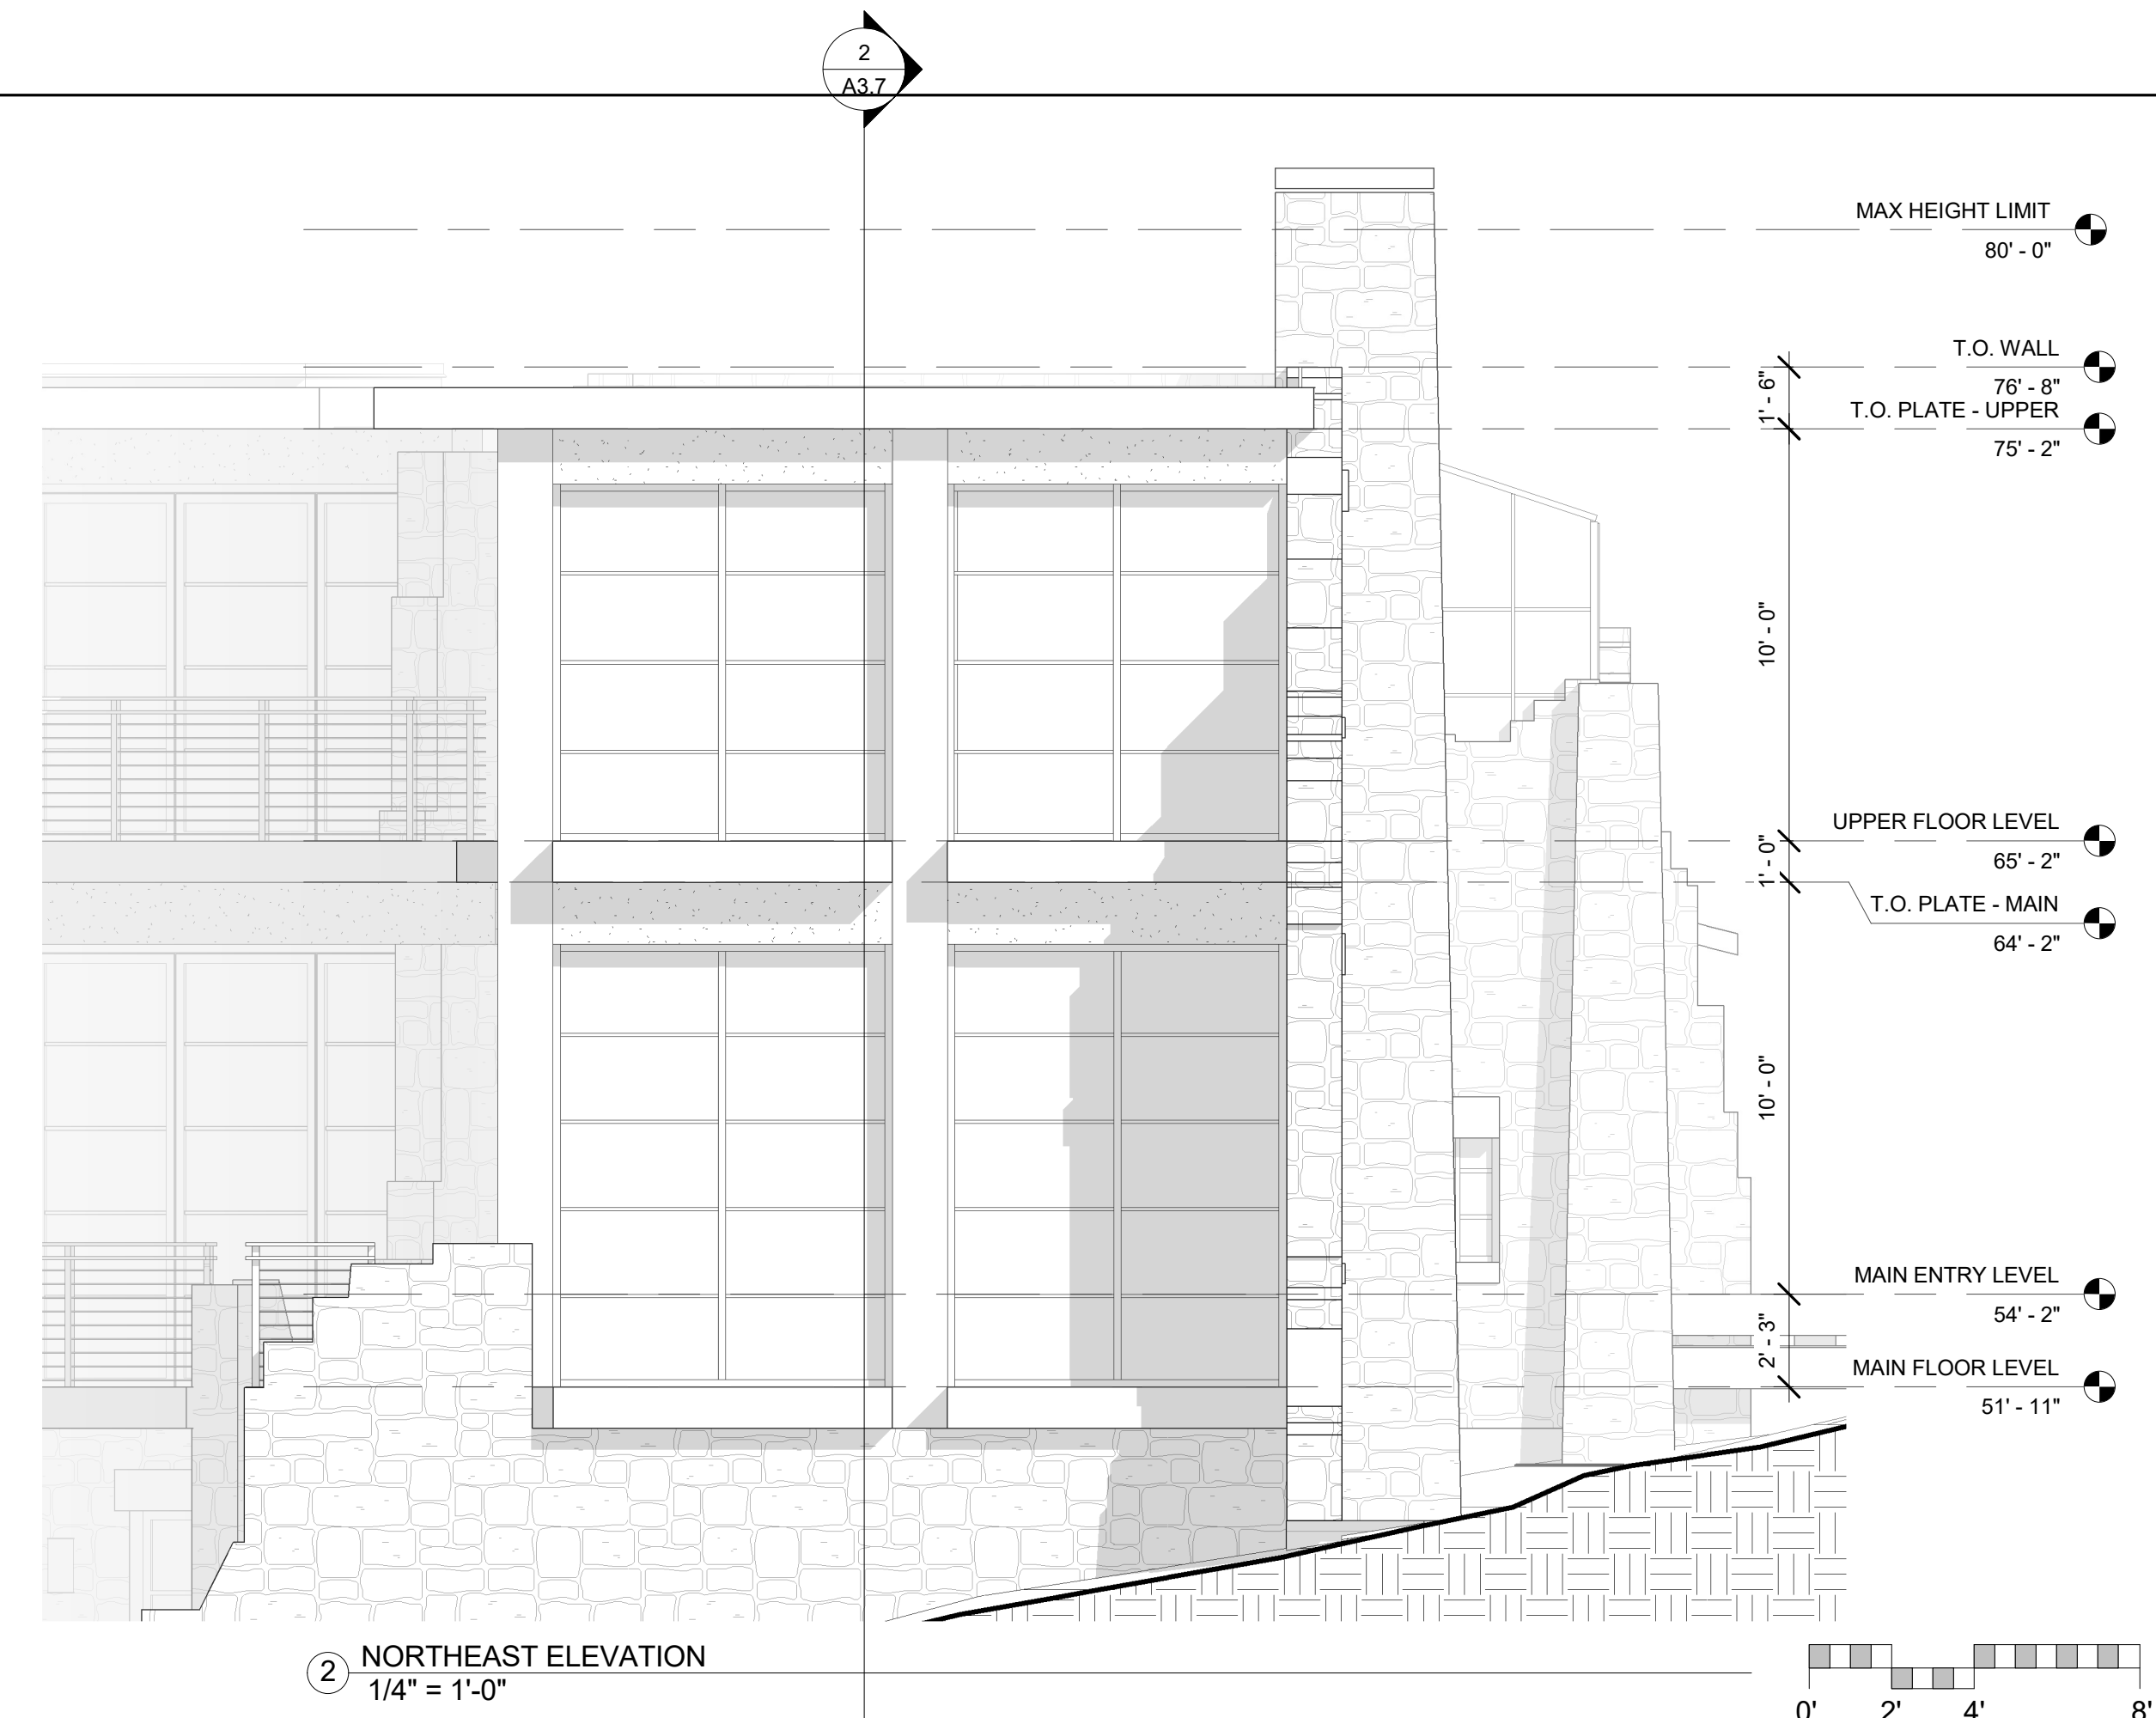 2
A3.7
MAX HEIGHT LIMIT
80' - 0"
T.O. WALL
76' - 8"
1' - 6"
T.O. PLATE - UPPER
75' - 2"
10' - 0"
UPPER FLOOR LEVEL
65' - 2"
1' - 0"
T.O. PLATE - MAIN
64' - 2"
10' - 0"
MAIN ENTRY LEVEL
54' - 2"
2' - 3"
MAIN FLOOR LEVEL
51' - 11"
2 NORTHEAST ELEVATION
1/4" = 1'-0"
0' 2' 4' 8'